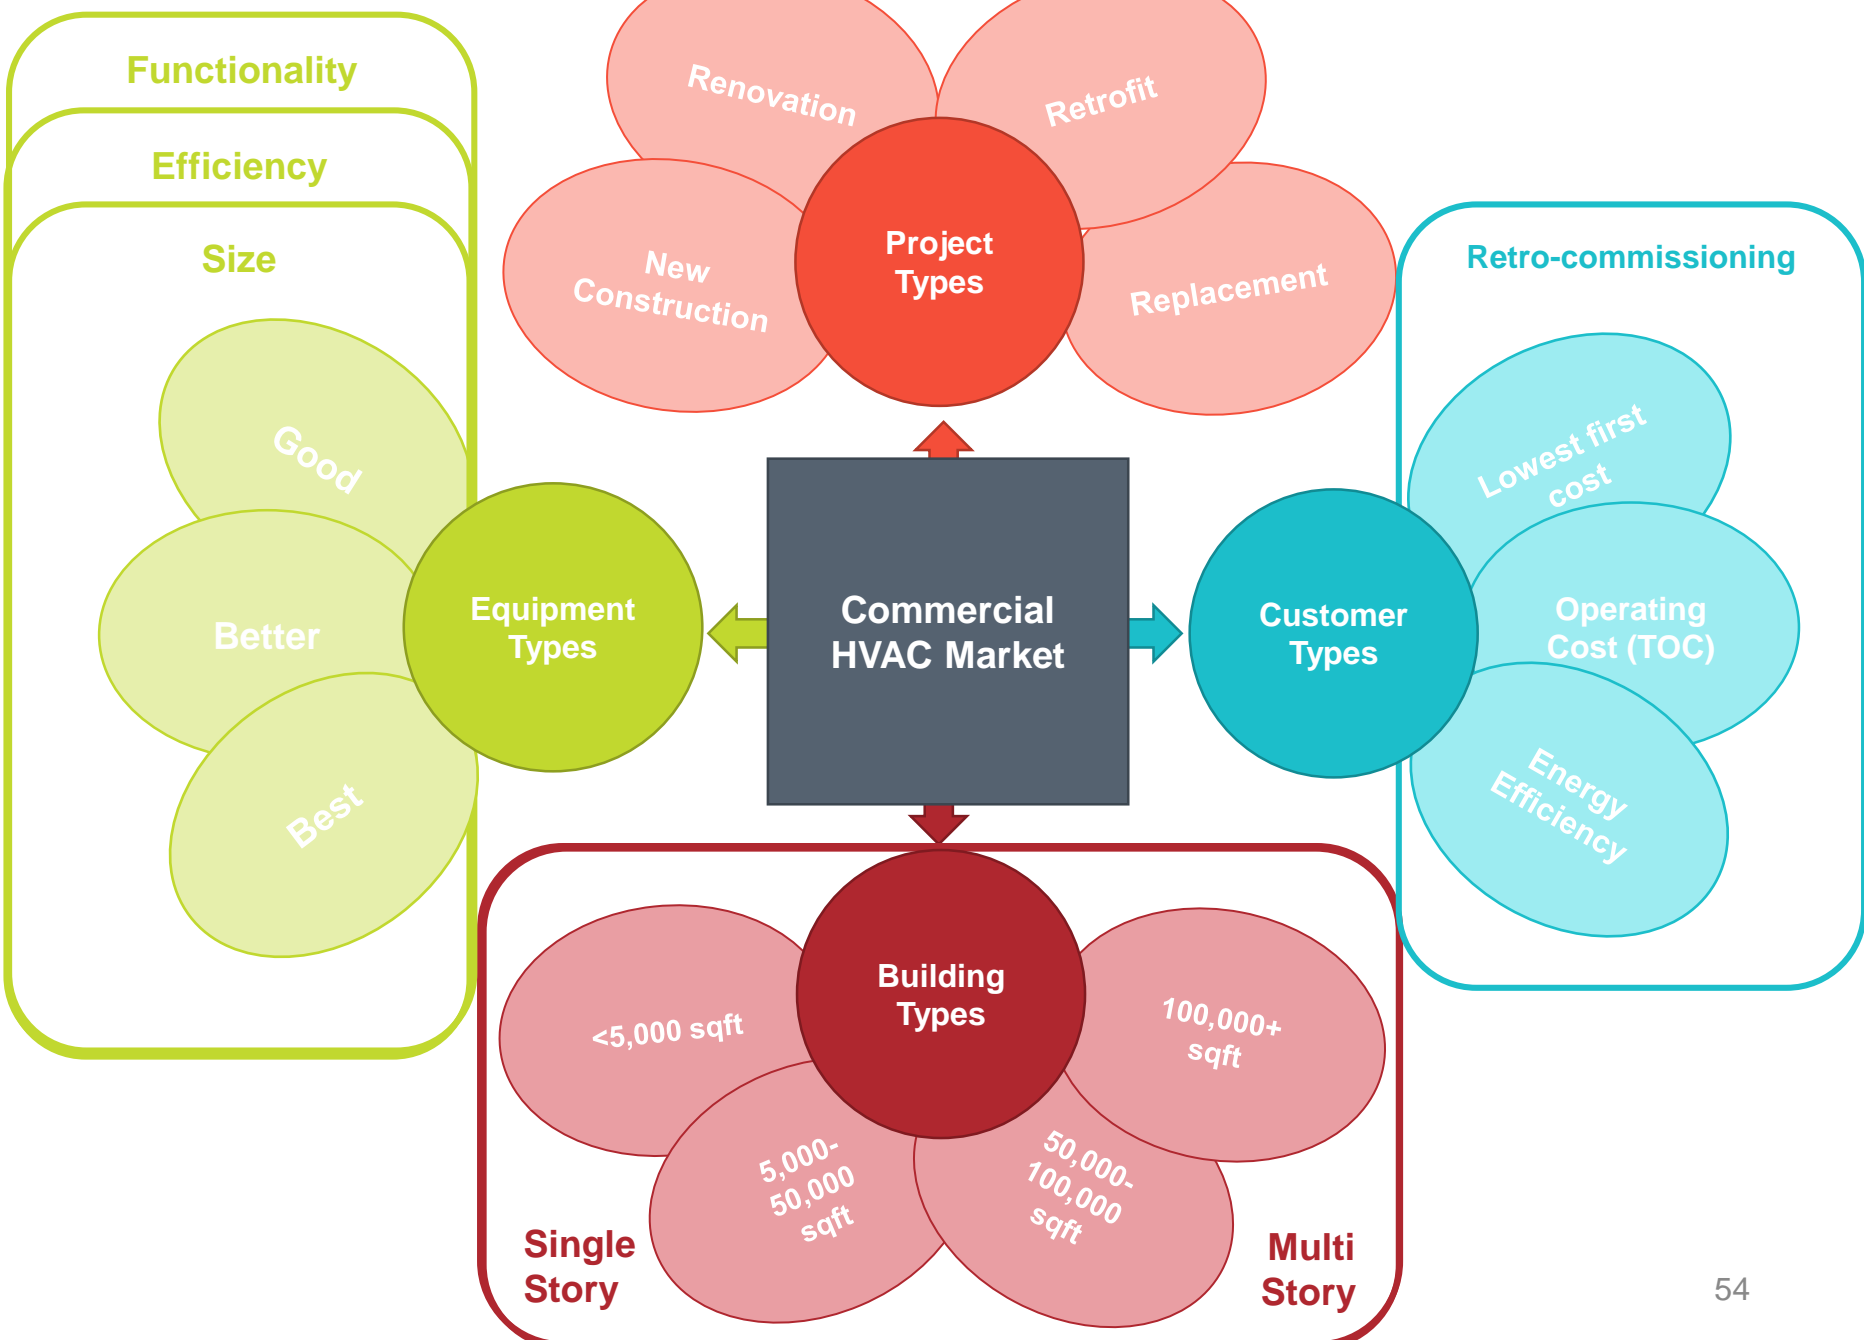 Functionality
Efficiency
Size
Good
Better
Best
Equipment
Types
Renovation
Retrofit
New
Construction
Replacement
Project
Types
Commercial
HVAC Market
Retro-commissioning
Lowest first
cost
Operating
Cost (TOC)
Energy
Efficiency
Customer
Types
Building
Types
<5,000 sqft
5,000-
50,000
sqft
50,000-
100,000
sqft
100,000+
sqft
Single
Story
Multi
Story
54